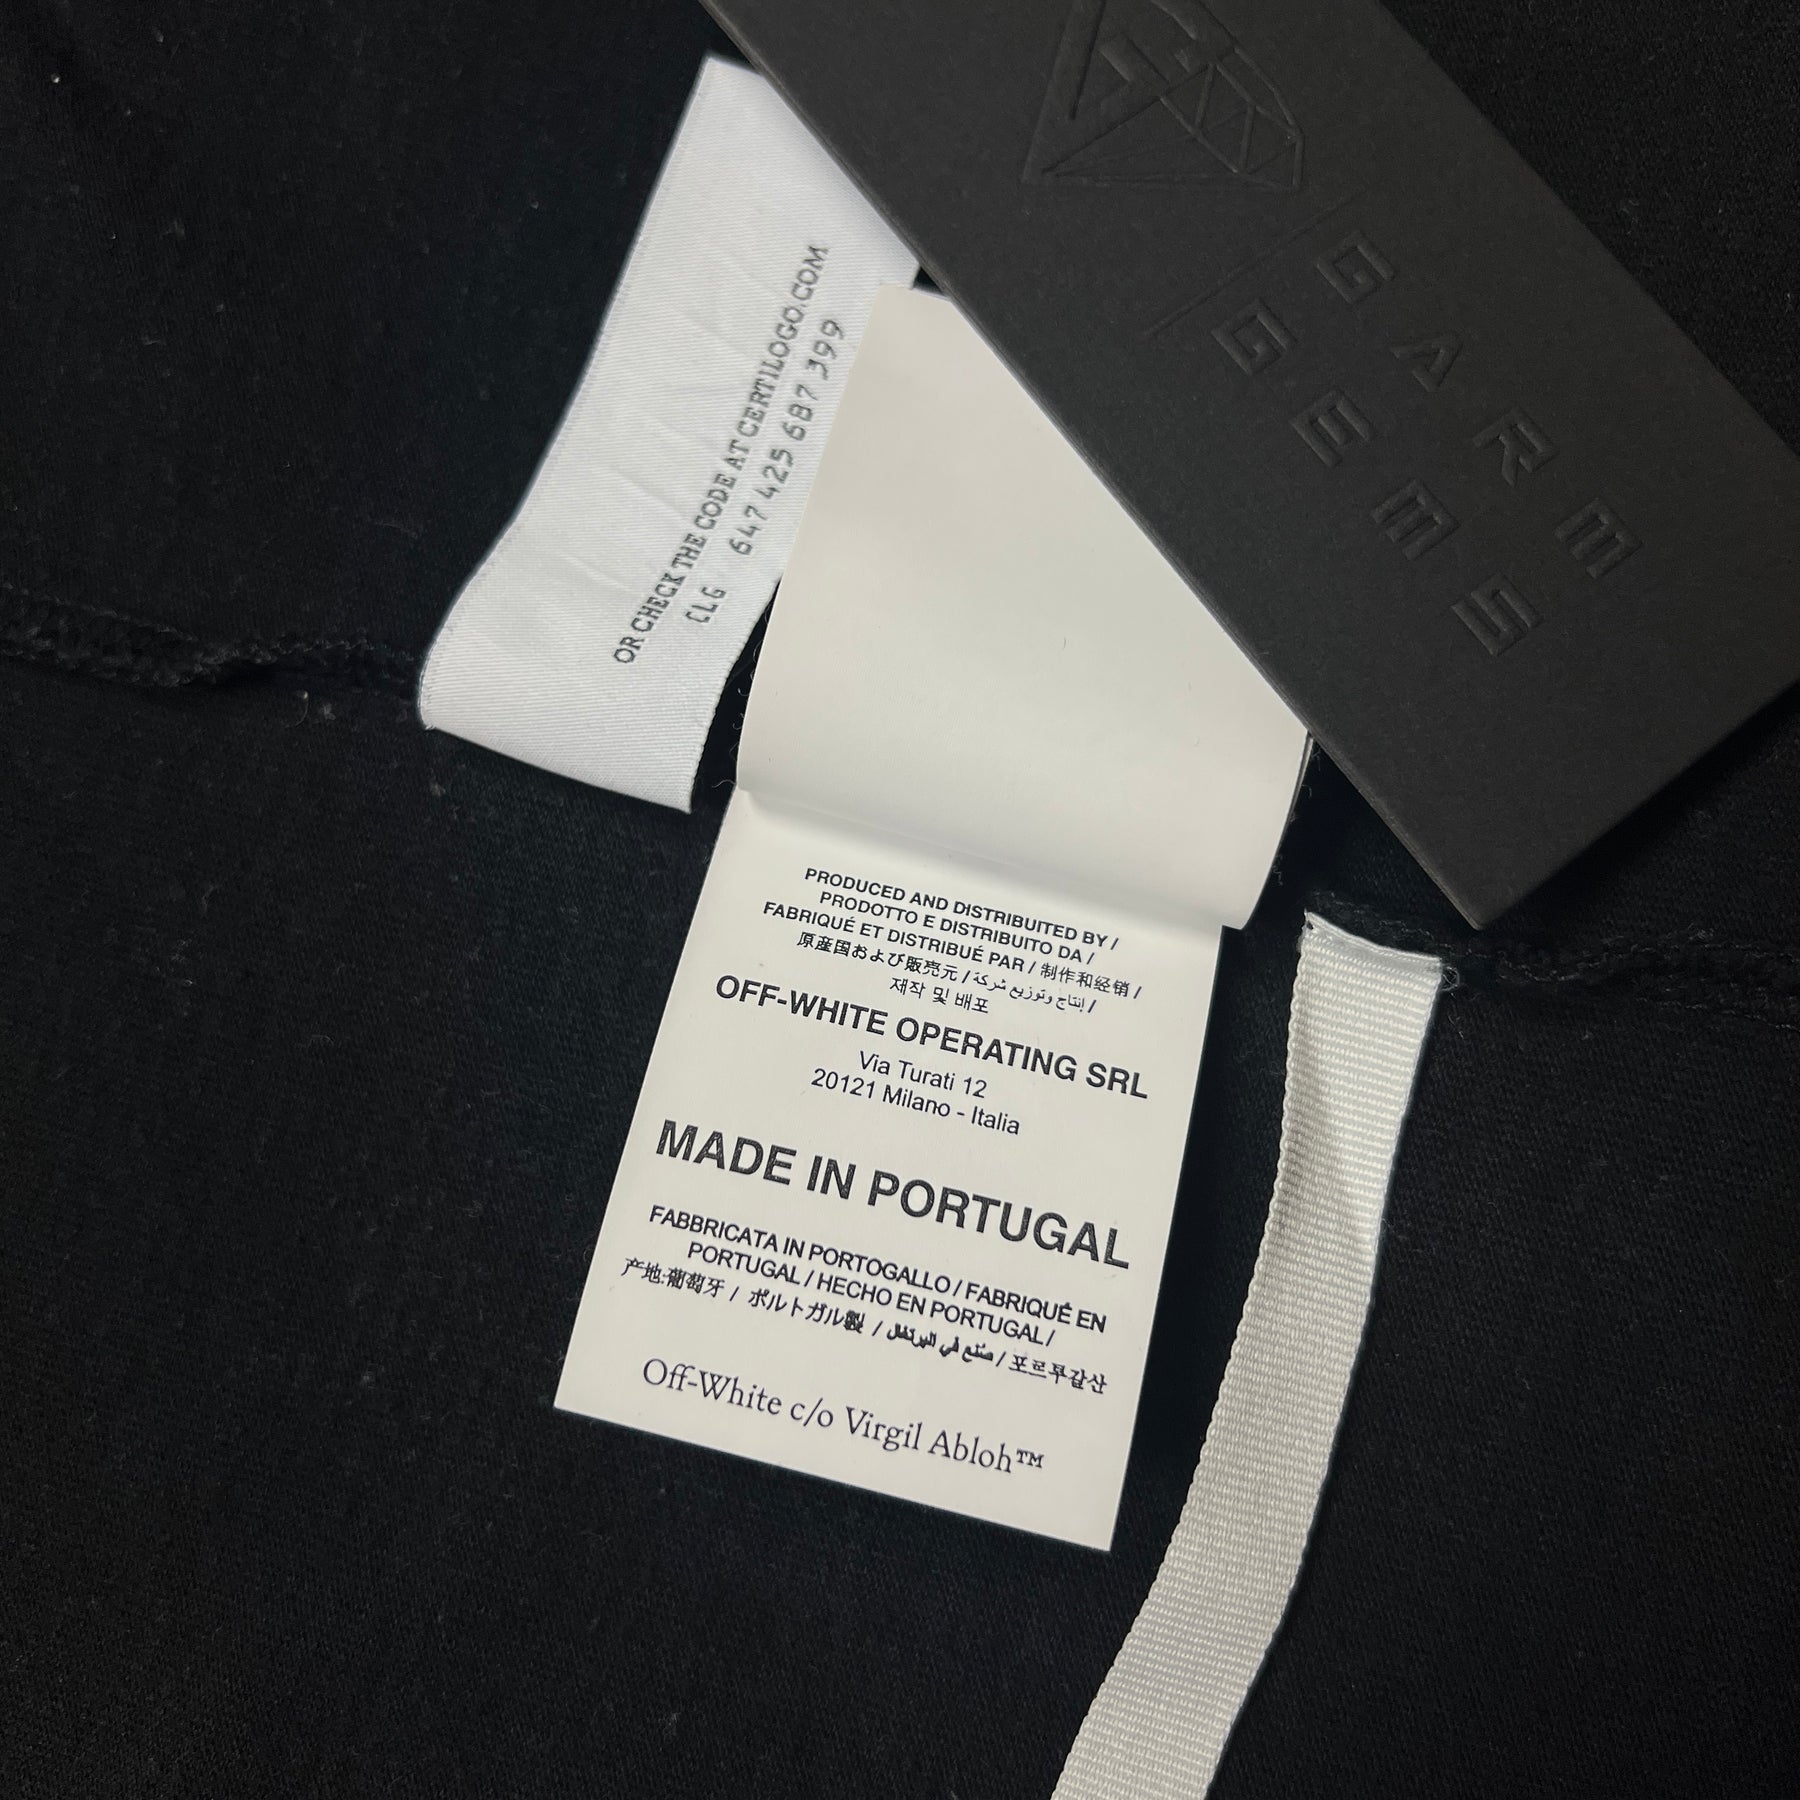 GARM
GEMS
OR CHECK THE CODE AT CERTILOGO.COM
CLG 647 425 687 399
PRODUCED AND DISTRIBUITED BY /
PRODOTTO E DISTRIBUITO DA /
FABRIQUÉ ET DISTRIBUÉ PAR / 制作和经销 /
原産国および販売元 / إنتاج وتوزيع شركة /
재작 및 배포
OFF-WHITE OPERATING SRL
Via Turati 12
20121 Milano - Italia
MADE IN PORTUGAL
FABBRICATA IN PORTOGALLO / FABRIQUÉ EN
PORTUGAL / HECHO EN PORTUGAL /
产地:葡萄牙 / ポルトガル製 / صنع في البرتغال / 포르투갈산
Off-White c/o Virgil Abloh™